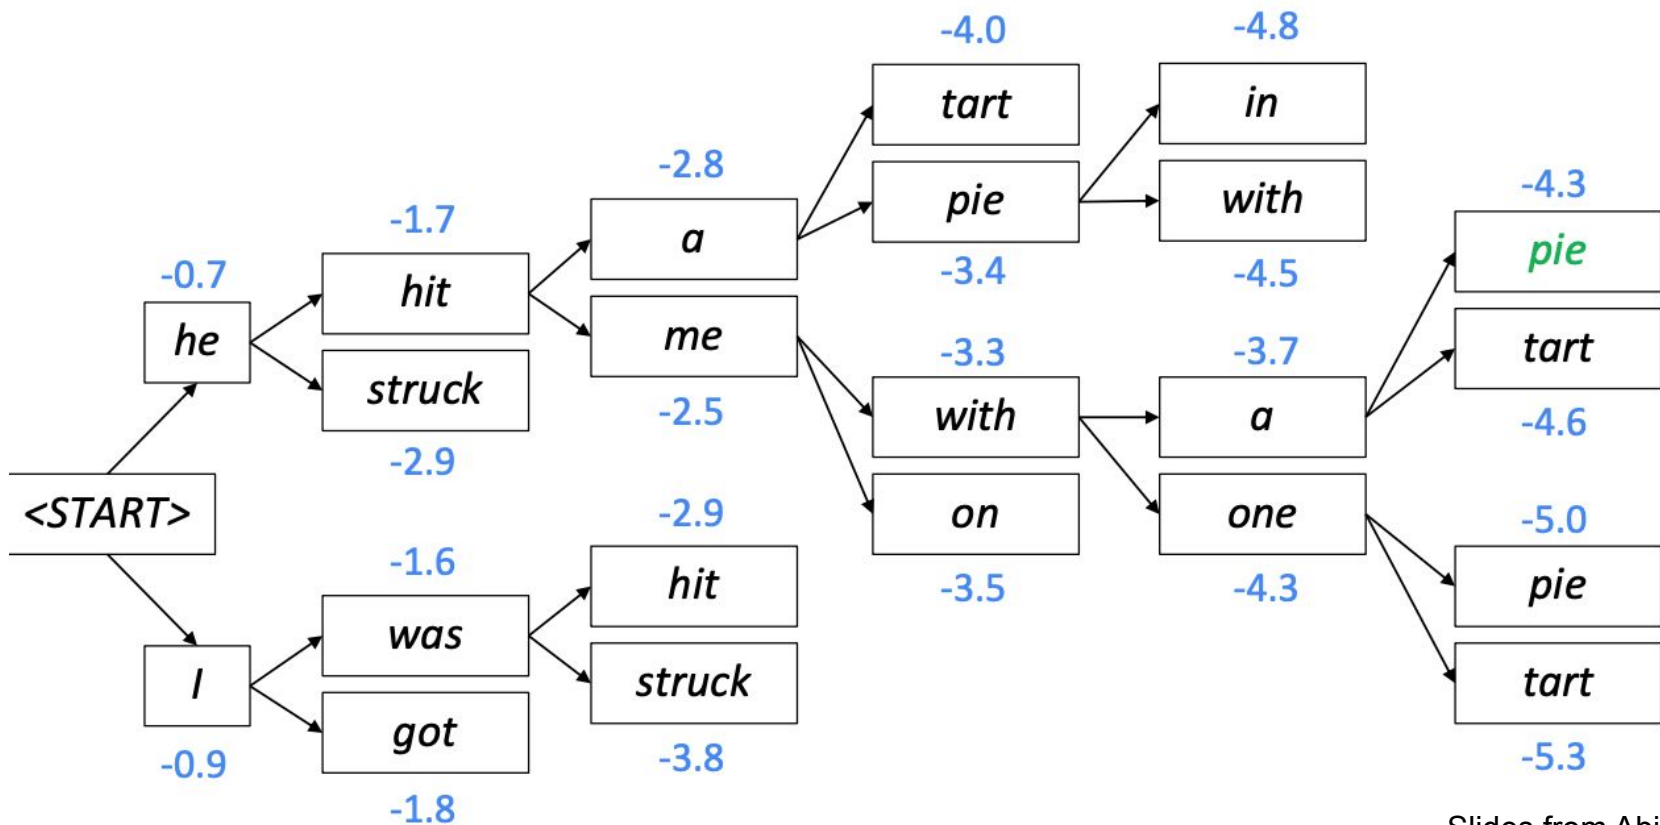 -4.0
-4.8
tart
in
-2.8
-4.3
pie
with
-1.7
a
pie
-0.7
hit
-3.4
-4.5
he
me
-3.3
-3.7
tart
struck
-2.5
with
a
-4.6
-2.9
<START>
-2.9
on
one
-5.0
-1.6
hit
-3.5
-4.3
pie
was
I
struck
tart
got
-0.9
-3.8
-5.3
-1.8
Slides from Abi